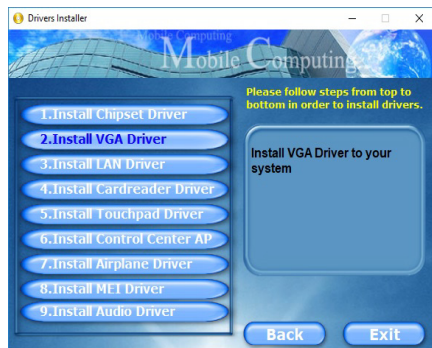 Drivers Installer
Mobile Computing
Mobile Computing
Please follow steps from top to
bottom in order to install drivers.
1.Install Chipset Driver
2.Install VGA Driver
3.Install LAN Driver
4.Install Cardreader Driver
5.Install Touchpad Driver
6.Install Control Center AP
7.Install Airplane Driver
8.Install MEI Driver
9.Install Audio Driver
Install VGA Driver to your
system
Back
Exit